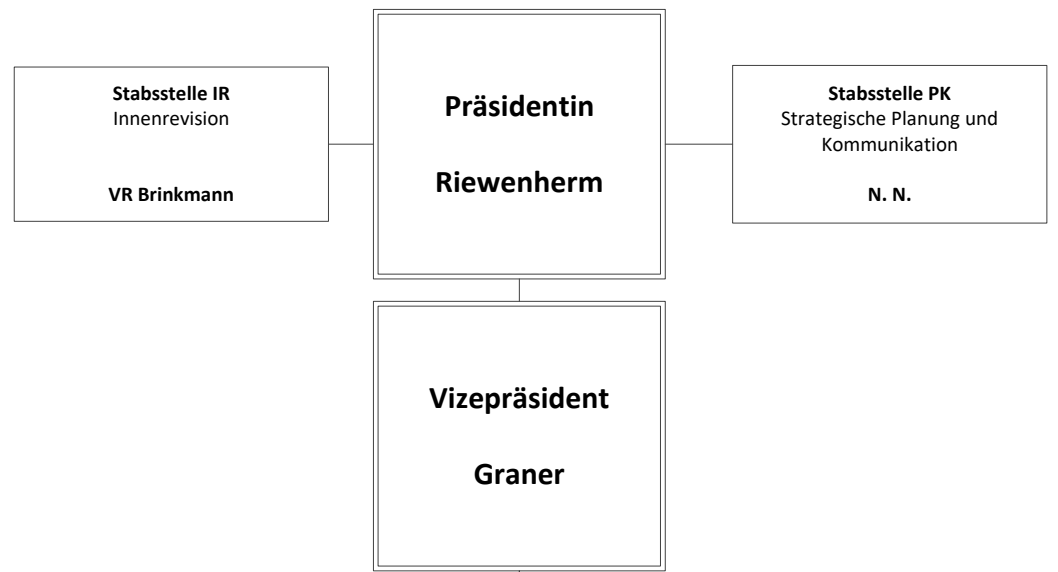 Stabsstelle IR
Innenrevision
VR Brinkmann
Präsidentin
Riewenherm
Stabsstelle PK
Strategische Planung und
Kommunikation
N. N.
Vizepräsident
Graner